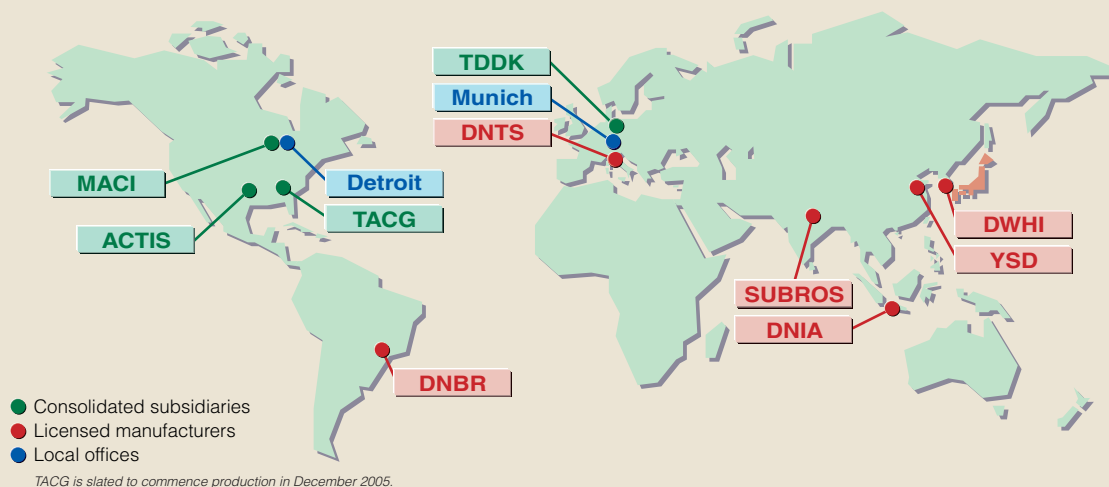 TDDK
Munich
DNTS
MACI
Detroit
TACG
ACTIS
DWHI
YSD
SUBROS
DNIA
DNBR
Consolidated subsidiaries
Licensed manufacturers
Local offices
TACG is slated to commence production in December 2005.